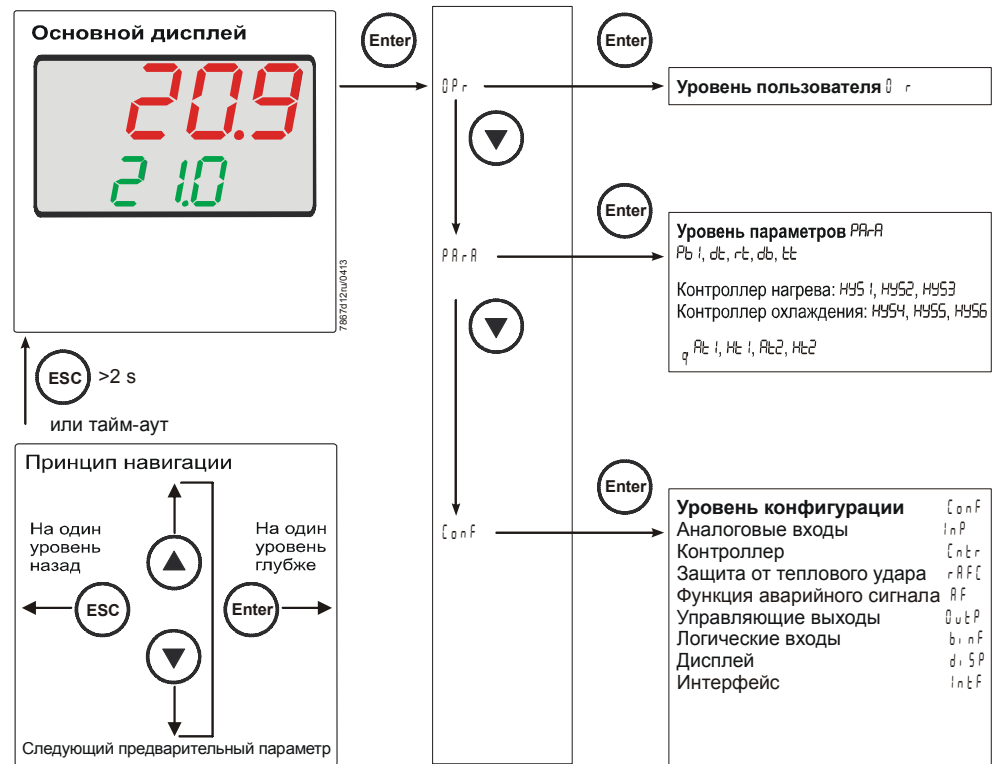 Основной дисплей
20.9
21.0
7867d12ru/0413
Enter
OPr
Enter
Уровень пользователя O r
Enter
PArA
Уровень параметров PArA
Pb1, dt, rt, db, tt
Контроллер нагрева: HYS1, HYS2, HYS3
Контроллер охлаждения: HYS4, HYS5, HYS6
q At1, Ht1, At2, Ht2
ESC >2 s
или тайм-аут
Принцип навигации
На один
уровень
назад
На один
уровень
глубже
ESC
Enter
Следующий предварительный параметр
Enter
ConF
Уровень конфигурации ConF
Аналоговые входы InP
Контроллер Cntr
Защита от теплового удара rAFC
Функция аварийного сигнала AF
Управляющие выходы OutP
Логические входы binF
Дисплей diSP
Интерфейс IntF